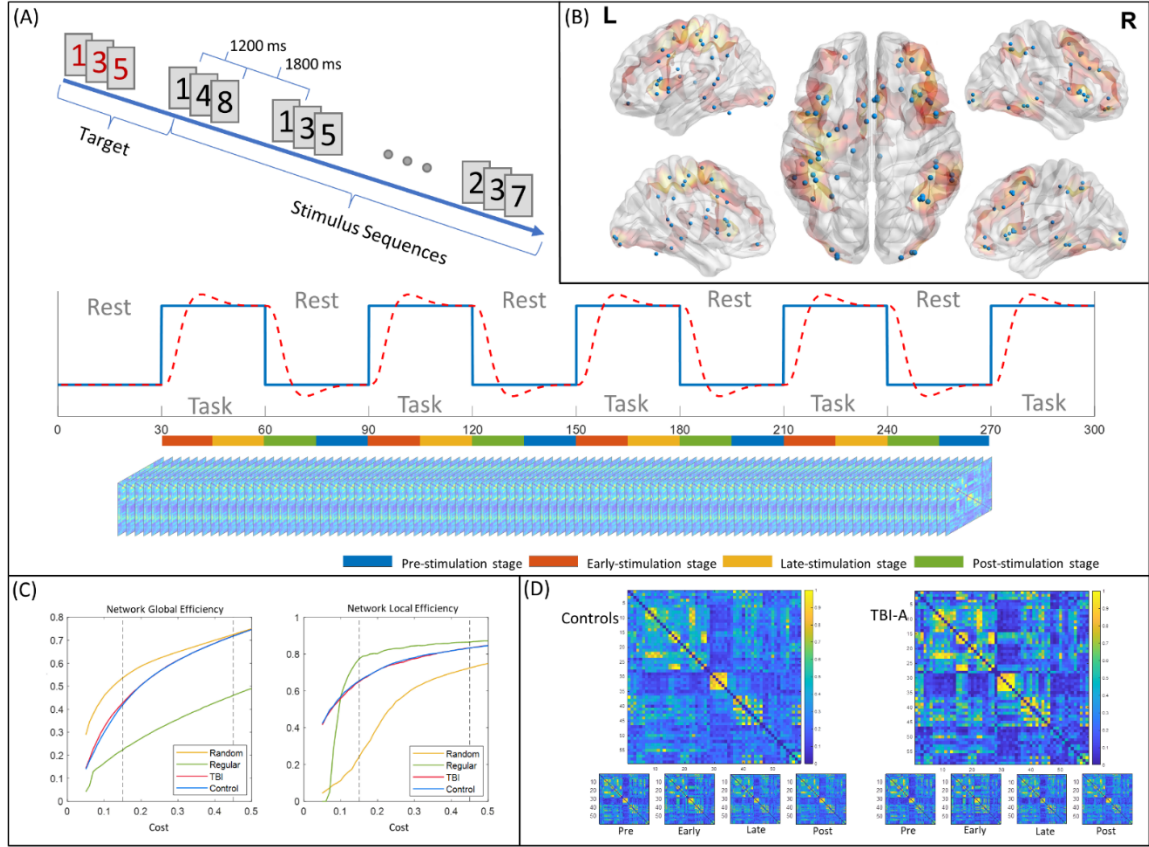 (A)
1 3 5
1200 ms
1800 ms
1 4 8
1 3 5
2 3 7
Target
Stimulus Sequences
(B)
L
R
Rest Rest Rest Rest Rest
Task Task Task Task
0 30 60 90 120 150 180 210 240 270 300
Pre-stimulation stage Early-stimulation stage Late-stimulation stage Post-stimulation stage
(C)
Network Global Efficiency
0.8
0.7
0.6
0.5
0.4
0.3
0.2
0.1
0
0 0.1 0.2 0.3 0.4 0.5
Cost
Random
Regular
TBI
Control
Network Local Efficiency
1
0.8
0.6
0.4
0.2
0
0.1 0.2 0.3 0.4 0.5
Cost
Random
Regular
TBI
Control
(D)
Controls
TBI-A
Pre Early Late Post
Pre Early Late Post